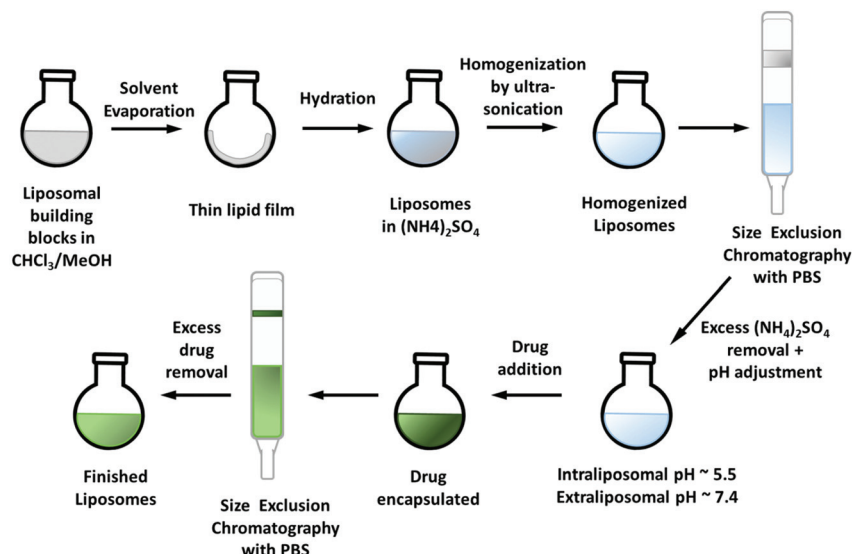 Solvent
Evaporation
Hydration
Homogenization
by ultra-
sonication
Liposomal
building
blocks in
CHCl₃/MeOH
Thin lipid film
Liposomes
in (NH4)₂SO₄
Homogenized
Liposomes
Size Exclusion
Chromatography
with PBS
Excess (NH₄)₂SO₄
removal +
pH adjustment
Intraliposomal pH ~ 5.5
Extraliposomal pH ~ 7.4
Drug
addition
Drug
encapsulated
Size Exclusion
Chromatography
with PBS
Excess
drug
removal
Finished
Liposomes